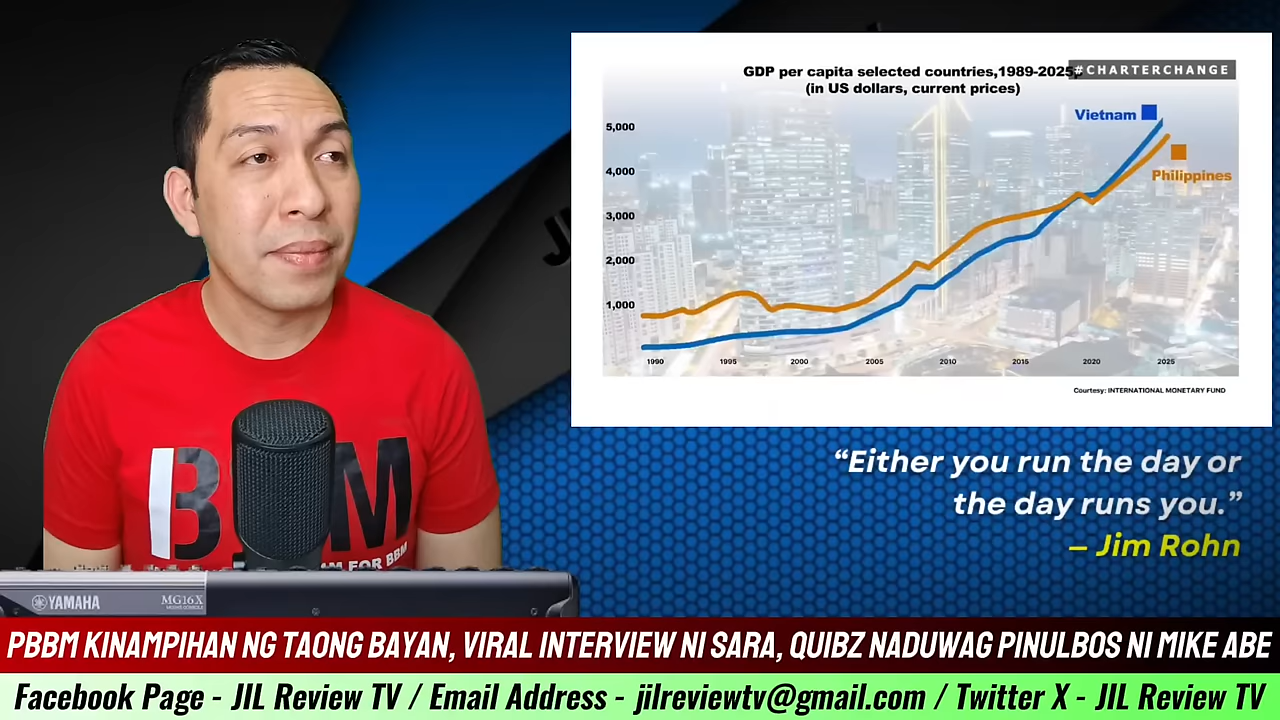 GDP per capita selected countries,1989-2025
#CHARTERCHANGE
(in US dollars, current prices)
Vietnam
Philippines
5,000
4,000
3,000
2,000
1,000
1990 1995 2000 2005 2010 2015 2020 2025
Courtesy: INTERNATIONAL MONETARY FUND
“Either you run the day or
the day runs you.”
– Jim Rohn
YAMAHA MG16X
PBBM KINAMPIHAN NG TAONG BAYAN, VIRAL INTERVIEW NI SARA, QUIBZ NADUWAG PINULBOS NI MIKE ABE
Facebook Page - JIL Review TV / Email Address - jilreviewtv@gmail.com / Twitter X - JIL Review TV